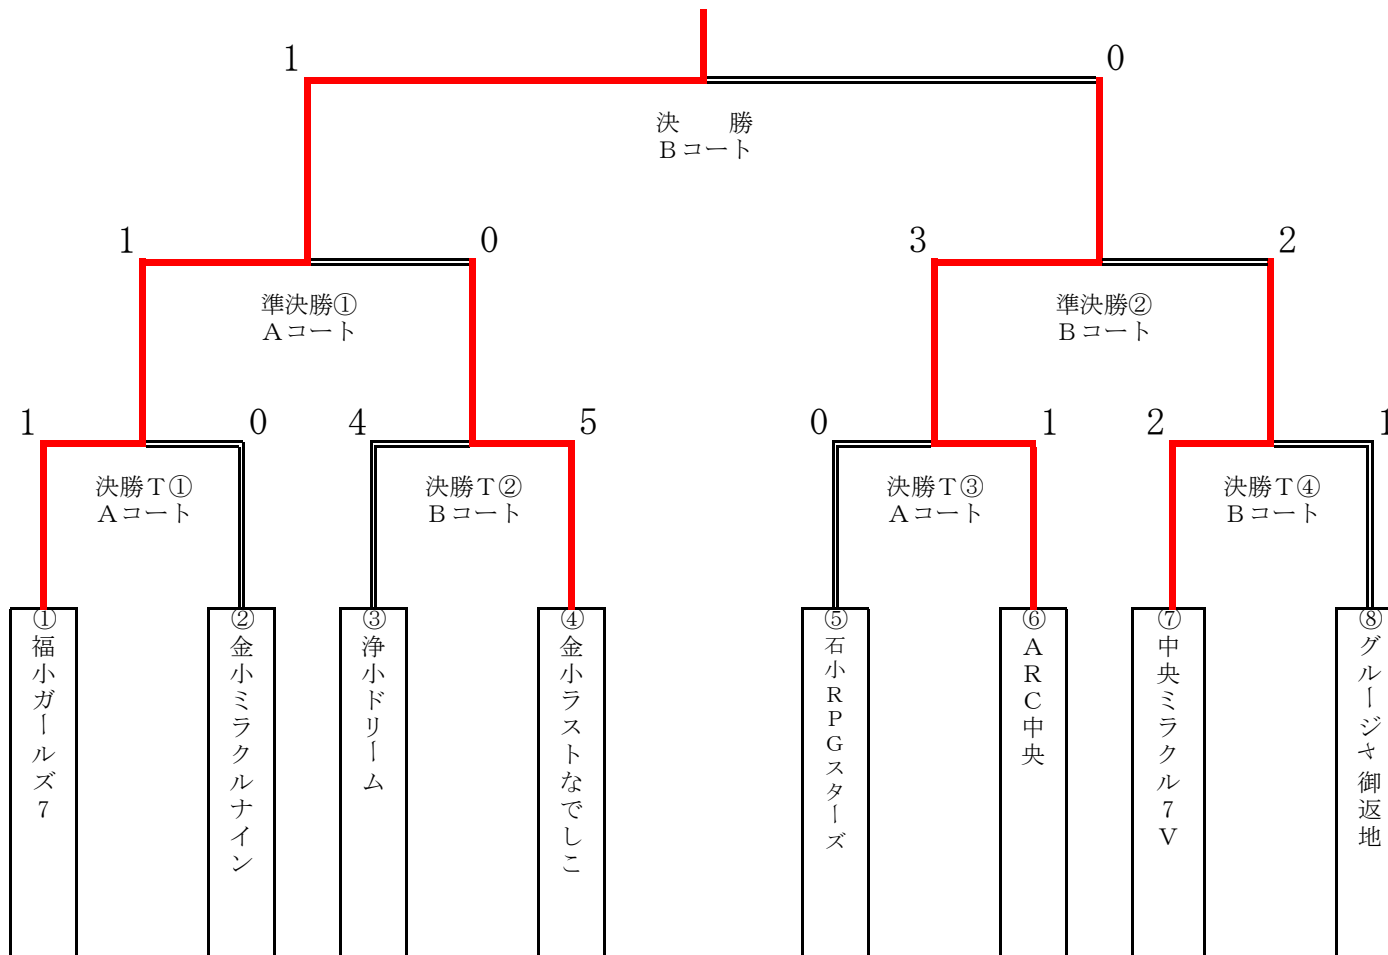 1
0
決　　勝
Ｂコート
1
0
3
2
準決勝①
Ａコート
準決勝②
Ｂコート
1
0
4
5
0
1
2
1
決勝Ｔ①
Ａコート
決勝Ｔ②
Ｂコート
決勝Ｔ③
Ａコート
決勝Ｔ④
Ｂコート
①福小ガールズ７
②金小ミラクルナイン
③浄小ドリーム
④金小ラストなでしこ
⑤石小ＲＰＧスターズ
⑥ＡＲＣ中央
⑦中央ミラクル７Ｖ
⑧グルージャ御返地